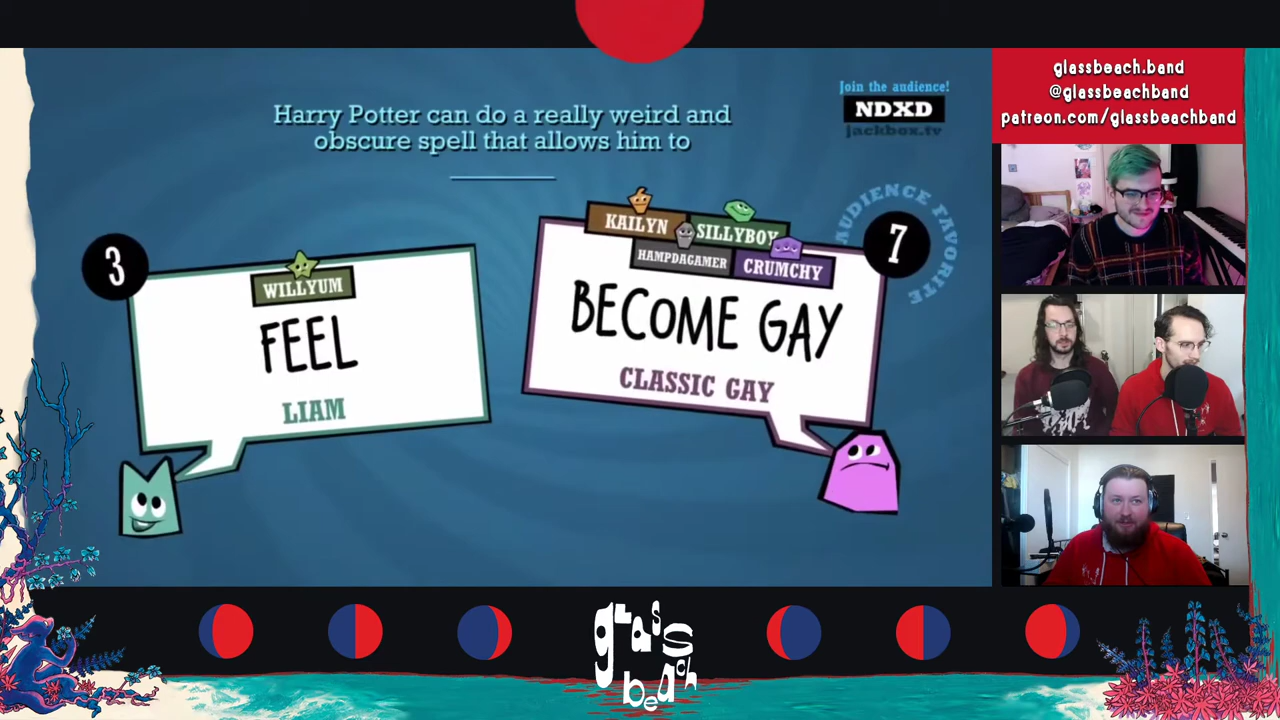 Harry Potter can do a really weird and
obscure spell that allows him to
Join the audience!
NDXD
jackbox.tv
glassbeach.band
@glassbeachband
patreon.com/glassbeachband
3
WILLYUM
FEEL
LIAM
KAILYN
SILLYBOY
HAMPDAGAMER
CRUMCHY
AUDIENCE FAVORITE
7
BECOME GAY
CLASSIC GAY
glass
beach